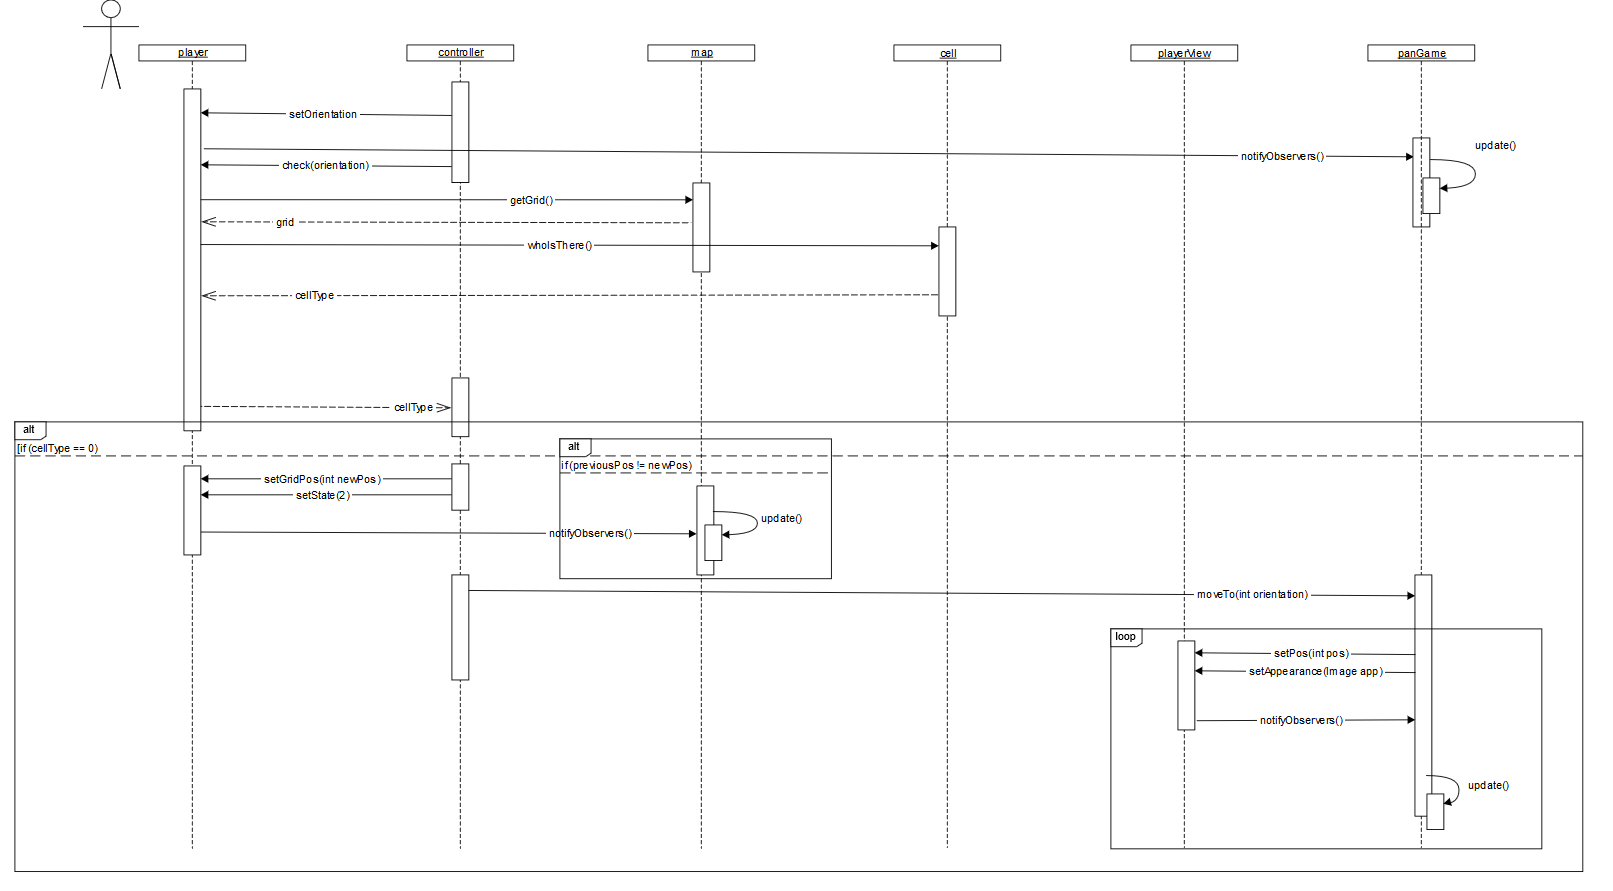 player
controller
map
cell
playerView
panGame
setOrientation
update()
notifyObservers()
check(orientation)
getGrid()
grid
whoIsThere()
cellType
cellType
alt
[if (cellType == 0)
alt
if(previousPos != newPos)
setGridPos(int newPos)
setState(2)
update()
notifyObservers()
moveTo(int orientation)
loop
setPos(int pos)
setAppearance(Image app)
notifyObservers()
update()